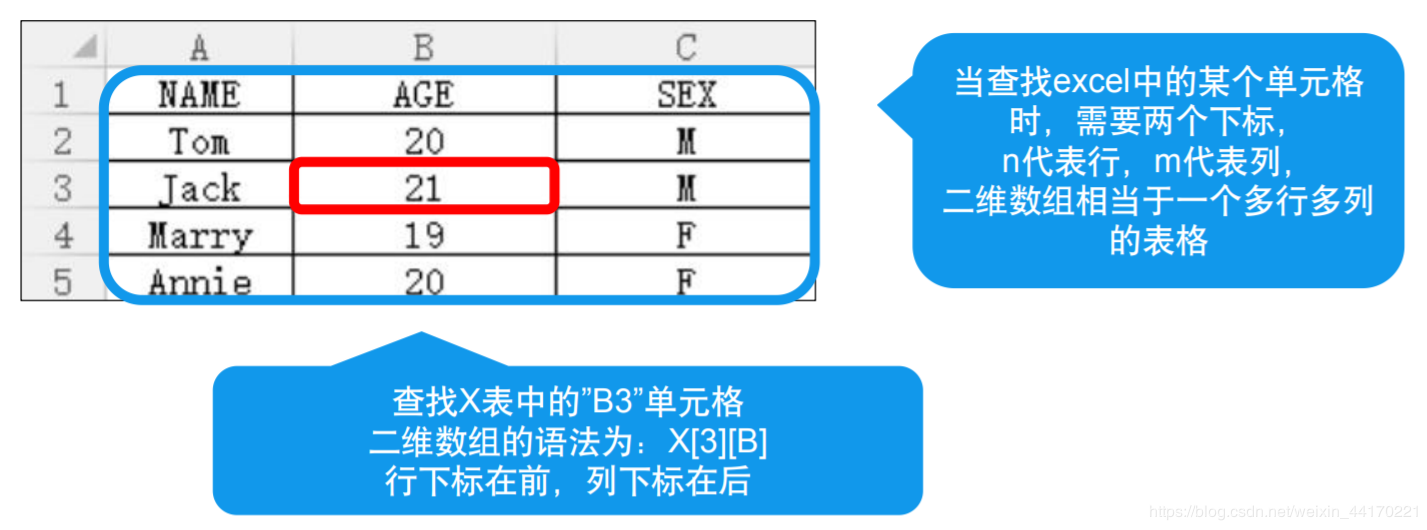 A B C
1 NAME AGE SEX
2 Tom 20 M
3 Jack 21 M
4 Marry 19 F
5 Annie 20 F
当查找excel中的某个单元格
时，需要两个下标，
n代表行，m代表列，
二维数组相当于一个多行多列
的表格
查找X表中的”B3”单元格
二维数组的语法为：X[3][B]
行下标在前，列下标在后
https://blog.csdn.net/weixin_44170221